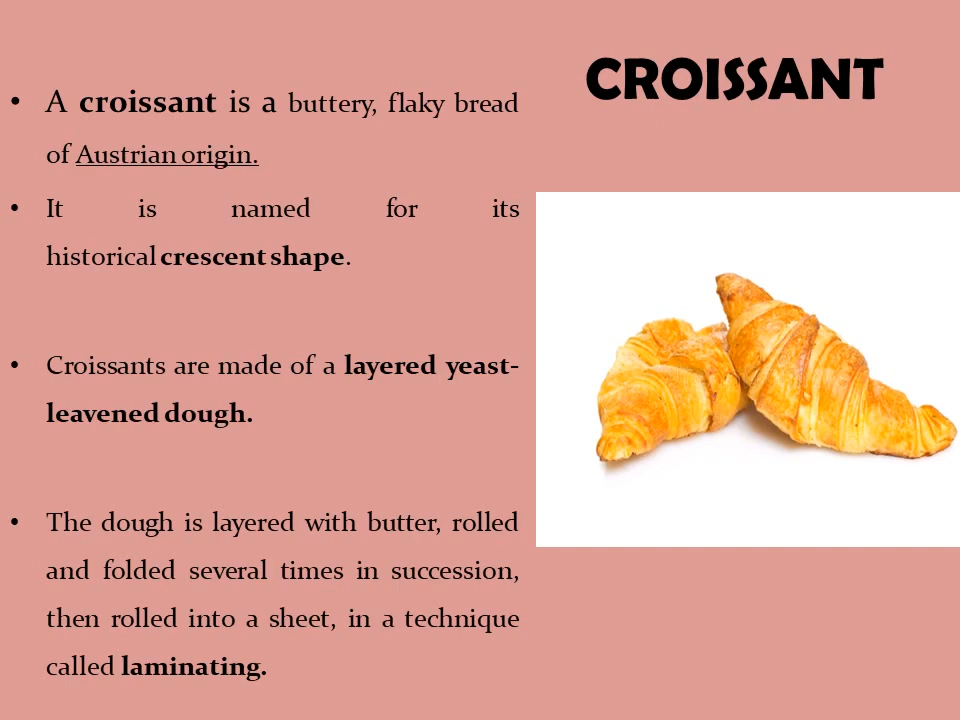 CROISSANT
• A croissant is a buttery, flaky bread
of Austrian origin.
• It is named for its
historical crescent shape.
• Croissants are made of a layered yeast-
leavened dough.
• The dough is layered with butter, rolled
and folded several times in succession,
then rolled into a sheet, in a technique
called laminating.